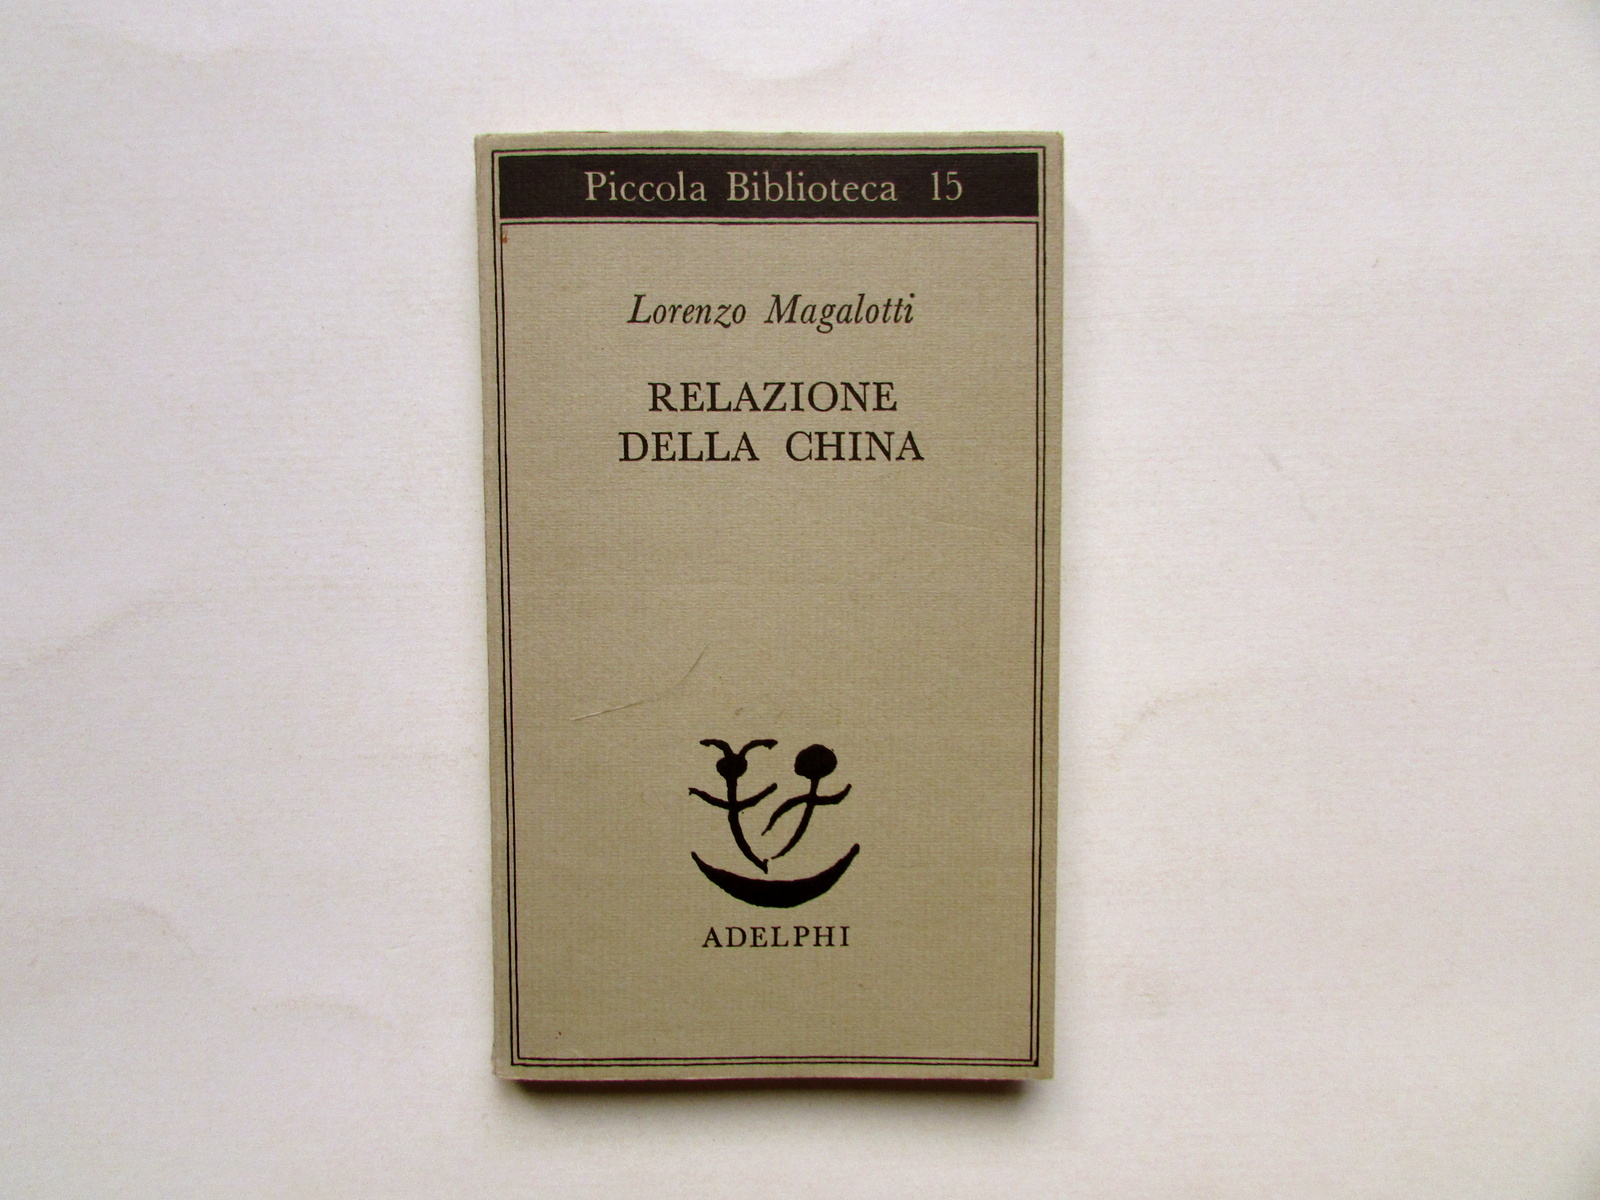 Piccola Biblioteca 15
Lorenzo Magalotti
RELAZIONE
DELLA CHINA
ADELPHI